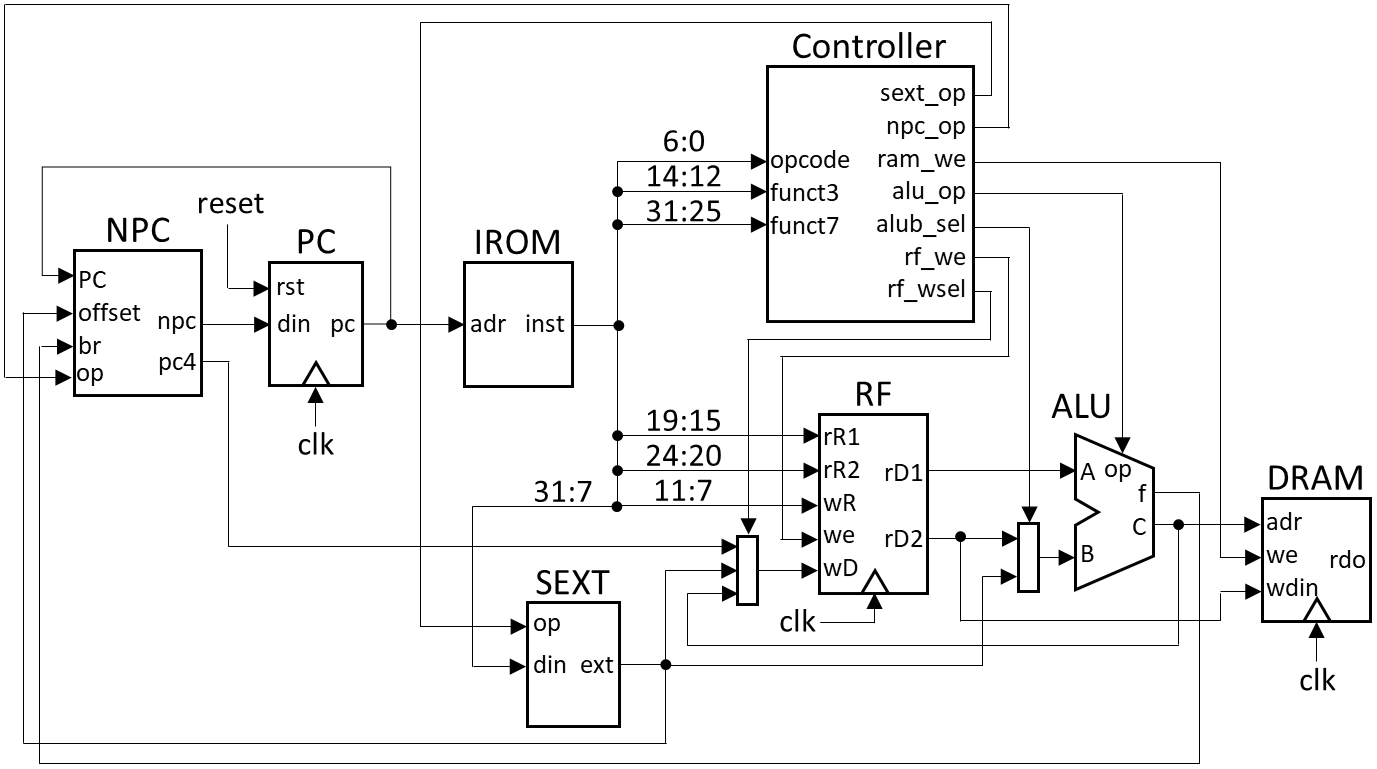 Controller
sext_op
npc_op
ram_we
alu_op
alub_sel
rf_we
rf_wsel
opcode
funct3
funct7
6:0
14:12
31:25
reset
NPC
PC
offset
br
op
npc
pc4
PC
rst
din
pc
clk
IROM
adr
inst
19:15
24:20
31:7
11:7
RF
rR1
rR2
wR
we
wD
rD1
rD2
clk
ALU
A
op
f
C
B
DRAM
adr
we
wdin
rdo
clk
SEXT
op
din
ext